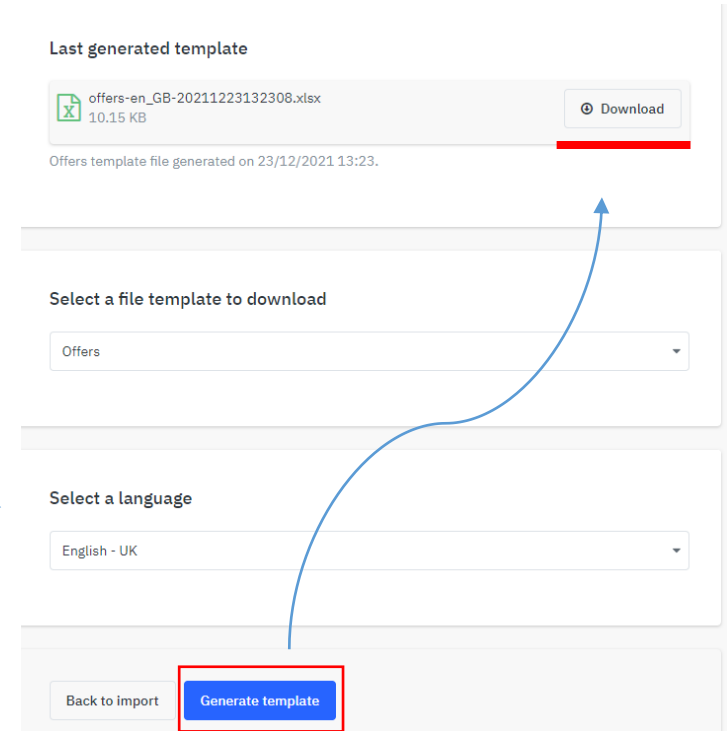 Last generated template
offers-en_GB-20211223132308.xlsx
10.15 KB
Download
Offers template file generated on 23/12/2021 13:23.
Select a file template to download
Offers
Select a language
English - UK
Back to import
Generate template